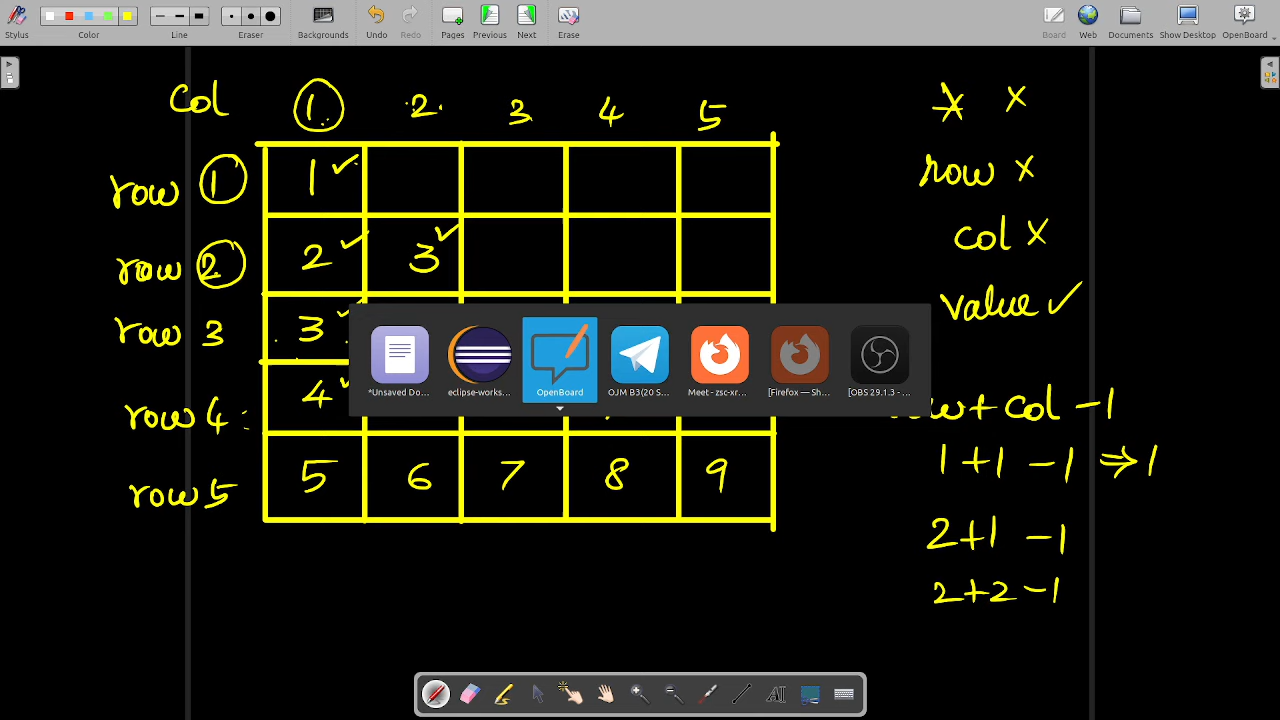 Stylus Color Line Eraser Backgrounds Undo Redo Pages Previous Next Erase Board Web Documents Show Desktop OpenBoard
Col 1 2 3 4 5
row 1 1
row 2 2 3
row 3 3
row 4 : 4
row 5 5 6 7 8 9
* x
row x
col x
value ✓
*Unsaved Do... eclipse-works... OpenBoard OJM B3(20 S... Meet - zsc-xr... [Firefox — Sh... [OBS 29.1.3 - ...
+ col - 1
1 + 1 - 1 ⇒ 1
2 + 1 - 1
2 + 2 - 1
AI